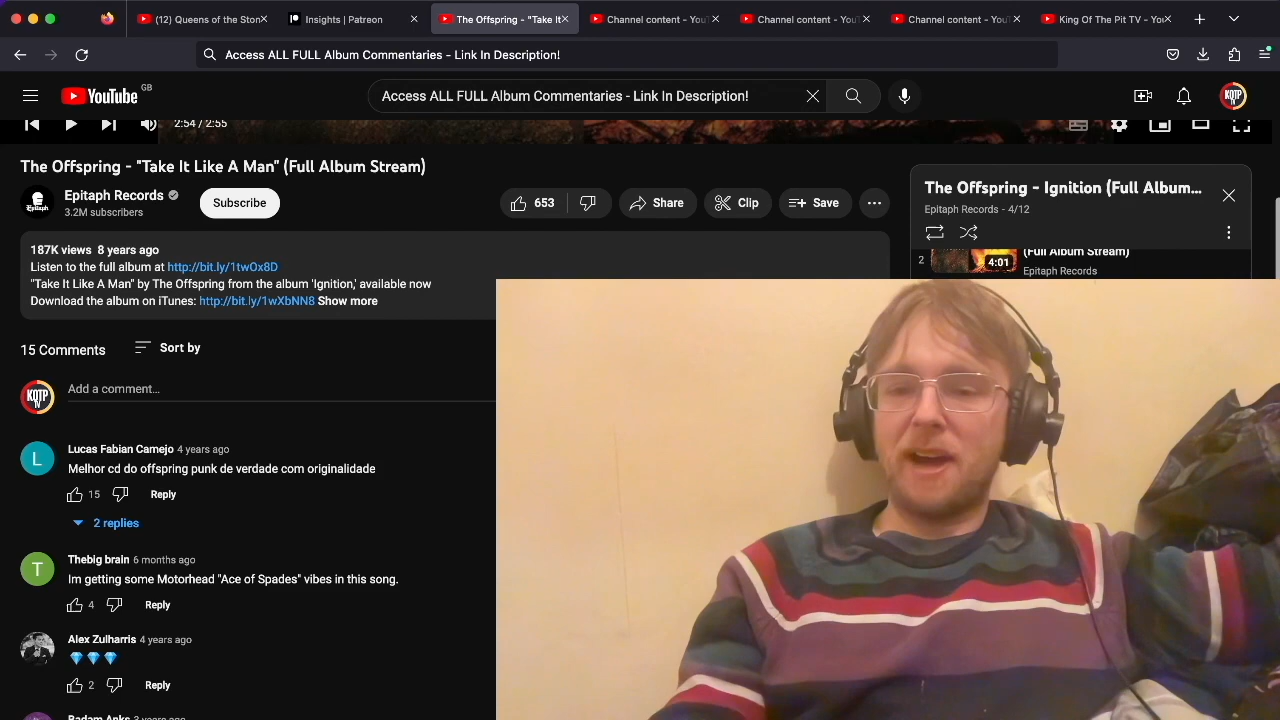 (12) Queens of the Ston
Insights | Patreon
The Offspring - "Take It
Channel content - YouT
Channel content - YouT
Channel content - YouT
King Of The Pit TV - You
Access ALL FULL Album Commentaries - Link In Description!
YouTube GB
Access ALL FULL Album Commentaries - Link In Description!
KOTP TV
2:54 / 2:55
The Offspring - "Take It Like A Man" (Full Album Stream)
Epitaph Records
3.2M subscribers
Subscribe
653
Share
Clip
Save
The Offspring - Ignition (Full Album...
Epitaph Records - 4/12
2
4:01
(Full Album Stream)
Epitaph Records
187K views 8 years ago
Listen to the full album at http://bit.ly/1twOx8D
"Take It Like A Man" by The Offspring from the album 'Ignition,' available now
Download the album on iTunes: http://bit.ly/1wXbNN8 Show more
15 Comments
Sort by
KOTP TV
Add a comment...
L
Lucas Fabian Carnejo 4 years ago
Melhor cd do offspring punk de verdade com originalidade
15
Reply
2 replies
T
Thebig brain 6 months ago
Im getting some Motorhead "Ace of Spades" vibes in this song.
4
Reply
Alex Zulharris 4 years ago
💎💎💎
2
Reply